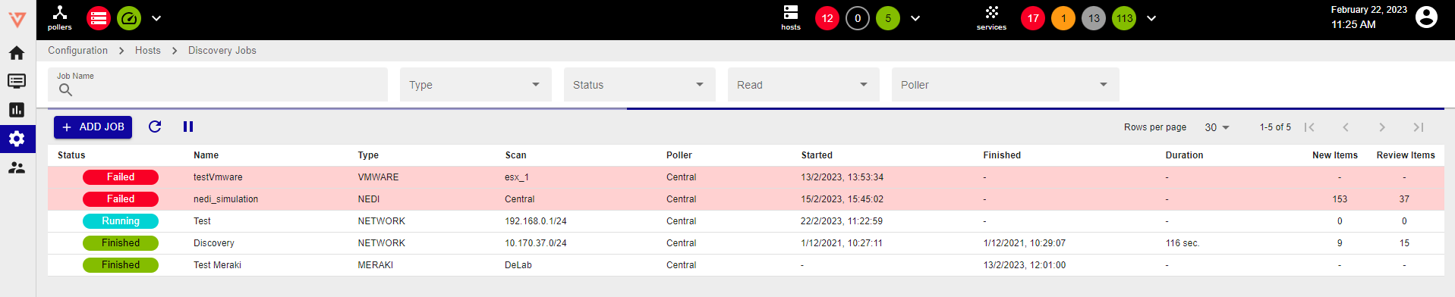 pollers
hosts 12 0 5
services 17 1 13 113
February 22, 2023
11:25 AM
Configuration > Hosts > Discovery Jobs
Job Name
Type Status Read Poller
+ ADD JOB
Rows per page 30 1-5 of 5
Status Name Type Scan Poller Started Finished Duration New Items Review Items
Failed testVmware VMWARE esx_1 Central 13/2/2023, 13:53:34 - - - -
Failed nedi_simulation NEDI Central Central 15/2/2023, 15:45:02 - - 153 37
Running Test NETWORK 192.168.0.1/24 Central 22/2/2023, 11:22:59 - - 0 0
Finished Discovery NETWORK 10.170.37.0/24 Central 1/12/2021, 10:27:11 1/12/2021, 10:29:07 116 sec. 9 15
Finished Test Meraki MERAKI DeLab Central - 13/2/2023, 12:01:00 - - -